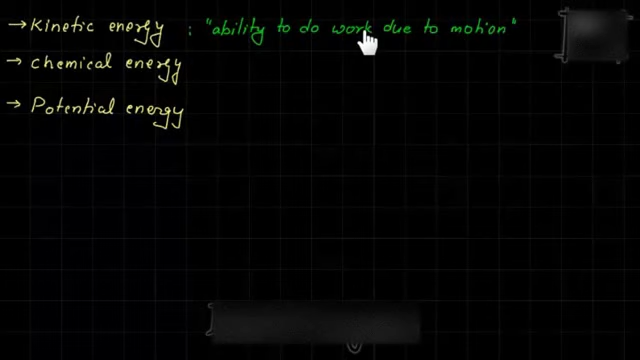 → Kinetic energy : "ability to do work due to motion"
→ chemical energy
→ Potential energy